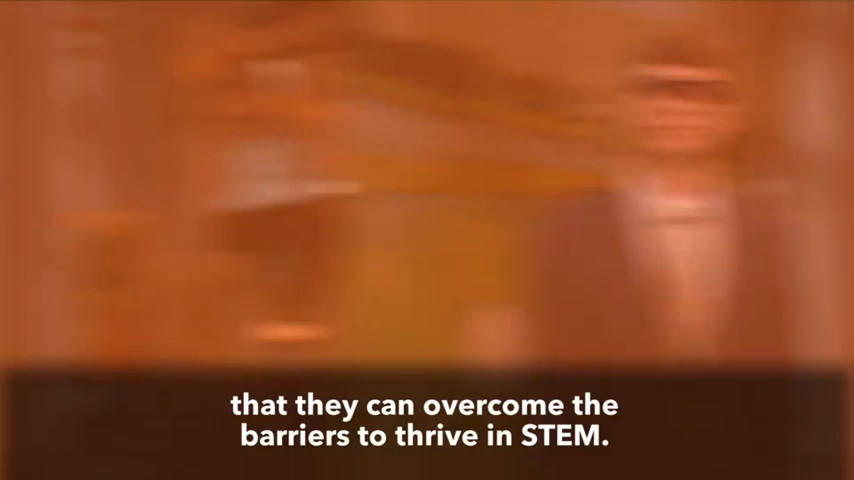 that they can overcome the
barriers to thrive in STEM.